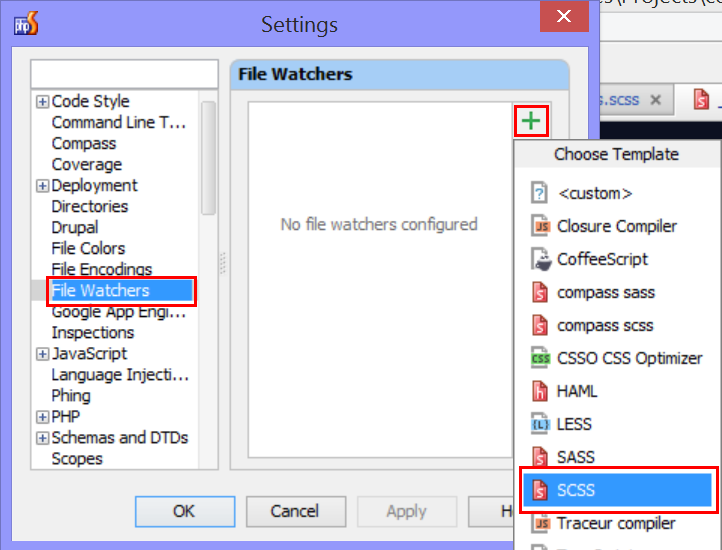 php
Settings
File Watchers
Code Style
Command Line T...
Compass
Coverage
Deployment
Directories
Drupal
File Colors
File Encodings
File Watchers
Google App Engi...
Inspections
JavaScript
Language Injecti...
Phing
PHP
Schemas and DTDs
Scopes
No file watchers configured
s.scss
Choose Template
<custom>
Closure Compiler
CoffeeScript
compass sass
compass scss
CSSO CSS Optimizer
HAML
LESS
SASS
SCSS
Traceur compiler
OK
Cancel
Apply